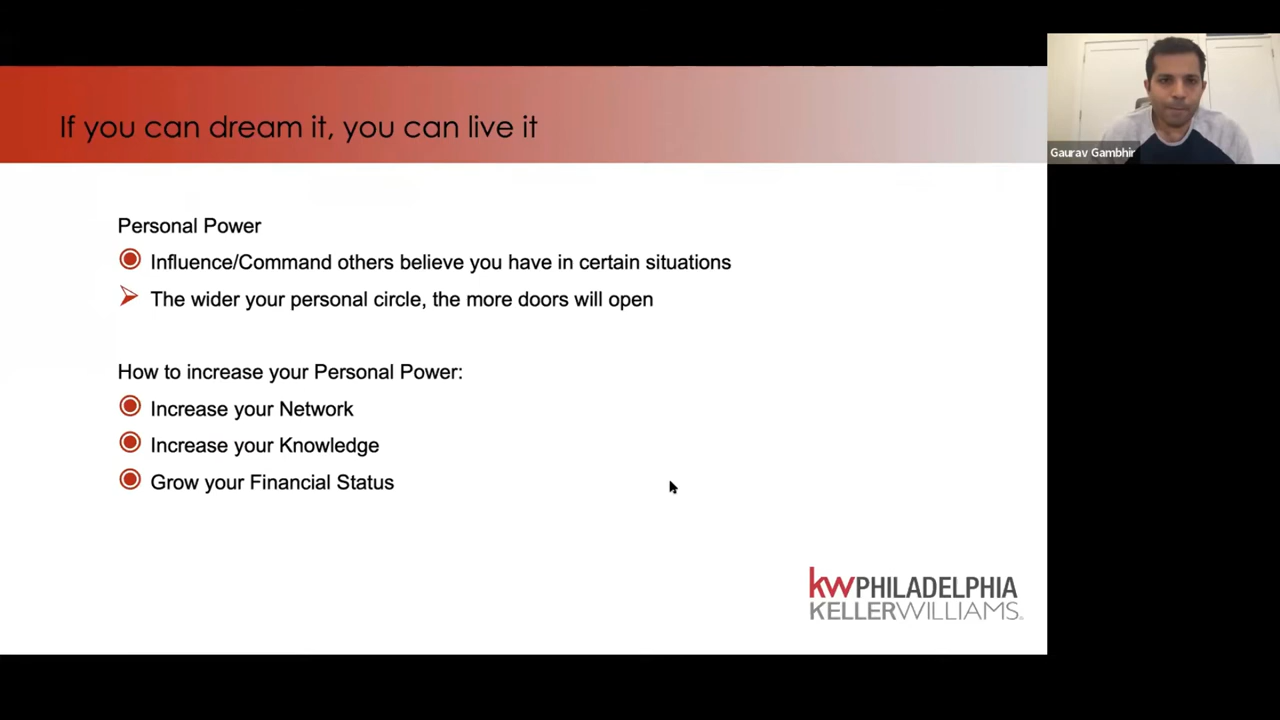 If you can dream it, you can live it
Gaurav Gambhir
Personal Power
Influence/Command others believe you have in certain situations
The wider your personal circle, the more doors will open
How to increase your Personal Power:
Increase your Network
Increase your Knowledge
Grow your Financial Status
kwPHILADELPHIA
KELLERWILLIAMS®